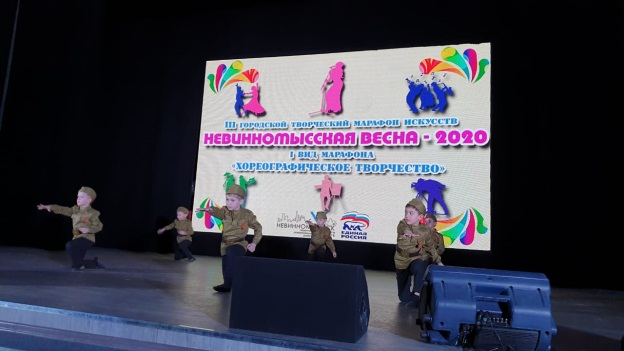 III ГОРОДСКОЙ ТВОРЧЕСКИЙ МАРАФОН ИСКУССТВ
НЕВИННОМЫССКАЯ ВЕСНА - 2020
I ВИД МАРАФОНА
«ХОРЕОГРАФИЧЕСКОЕ ТВОРЧЕСТВО»
ЕДИНАЯ
РОССИЯ